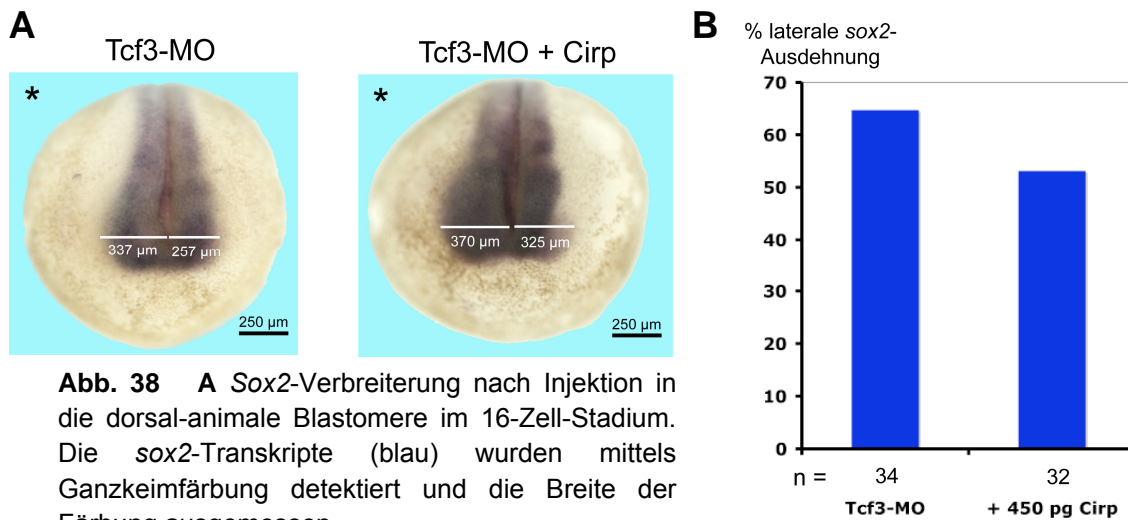 A
Tcf3-MO
Tcf3-MO + Cirp
*
*
337 µm
257 µm
370 µm
325 µm
250 µm
250 µm
Abb. 38 A Sox2-Verbreiterung nach Injektion in
die dorsal-animale Blastomere im 16-Zell-Stadium.
Die sox2-Transkripte (blau) wurden mittels
Ganzkeimfärbung detektiert und die Breite der
Färbung ausgemessen
B
% laterale sox2-
Ausdehnung
70
60
50
40
30
20
10
0
n = 34 32
Tcf3-MO + 450 pg Cirp